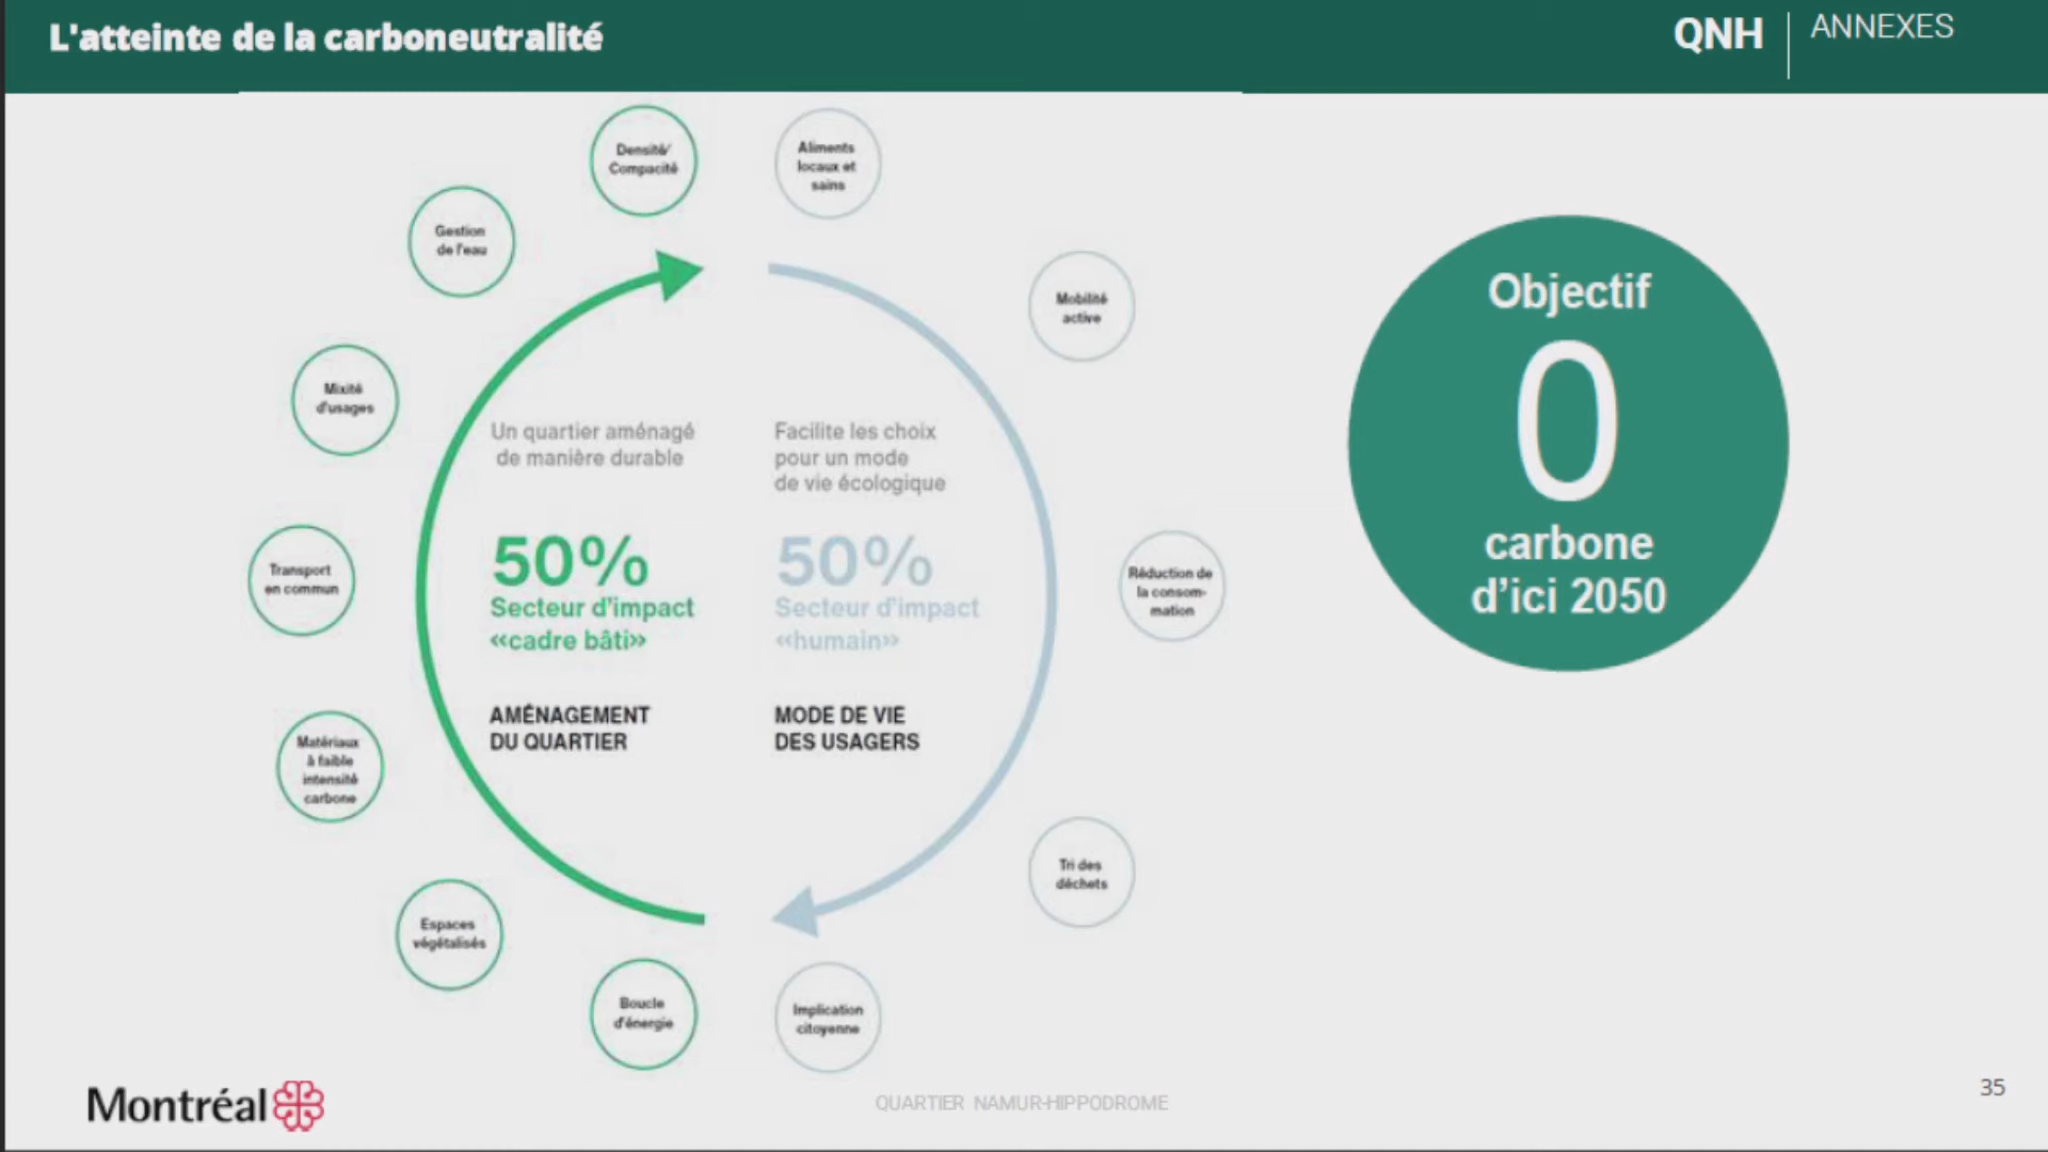 L'atteinte de la carboneutralité
QNH
ANNEXES
Densité/
Compacité
Aliments
locaux et
sains
Gestion
de l'eau
Mobilité
active
Mixité
d'usages
Un quartier aménagé
de manière durable
Facilite les choix
pour un mode
de vie écologique
Transport
en commun
50%
Secteur d'impact
«cadre bâti»
50%
Secteur d'impact
«humain»
Réduction de
la consom-
mation
AMÉNAGEMENT
DU QUARTIER
MODE DE VIE
DES USAGERS
Matériaux
à faible
intensité
carbone
Tri des
déchets
Espaces
végétalisés
Boucle
d'énergie
Implication
citoyenne
Objectif
0
carbone
d'ici 2050
Montréal
QUARTIER NAMUR-HIPPODROME
35